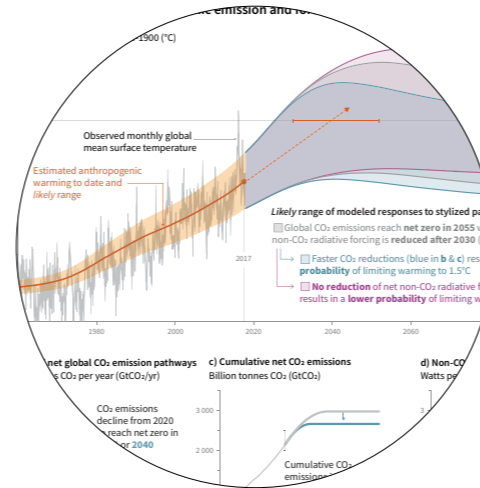 emission and
-1900 (°C)
Observed monthly global
mean surface temperature
Estimated anthropogenic
warming to date and
likely range
Likely range of modeled responses to stylized
Global CO₂ emissions reach net zero in 2055
non-CO₂ radiative forcing is reduced after 2030
2017
Faster CO₂ reductions (blue in b & c)
probability of limiting warming to 1.5°C
No reduction of net non-CO₂ radiative
results in a lower probability of limiting
1980 2000 2020 2040 2060
net global CO₂ emission pathways
CO₂ per year (GtCO₂/yr)
CO₂ emissions
decline from 2020
reach net zero in
or 2040
c) Cumulative net CO₂ emissions
Billion tonnes CO₂ (GtCO₂)
3 000
2 000
Cumulative CO₂
emissions
d)
Watts
3